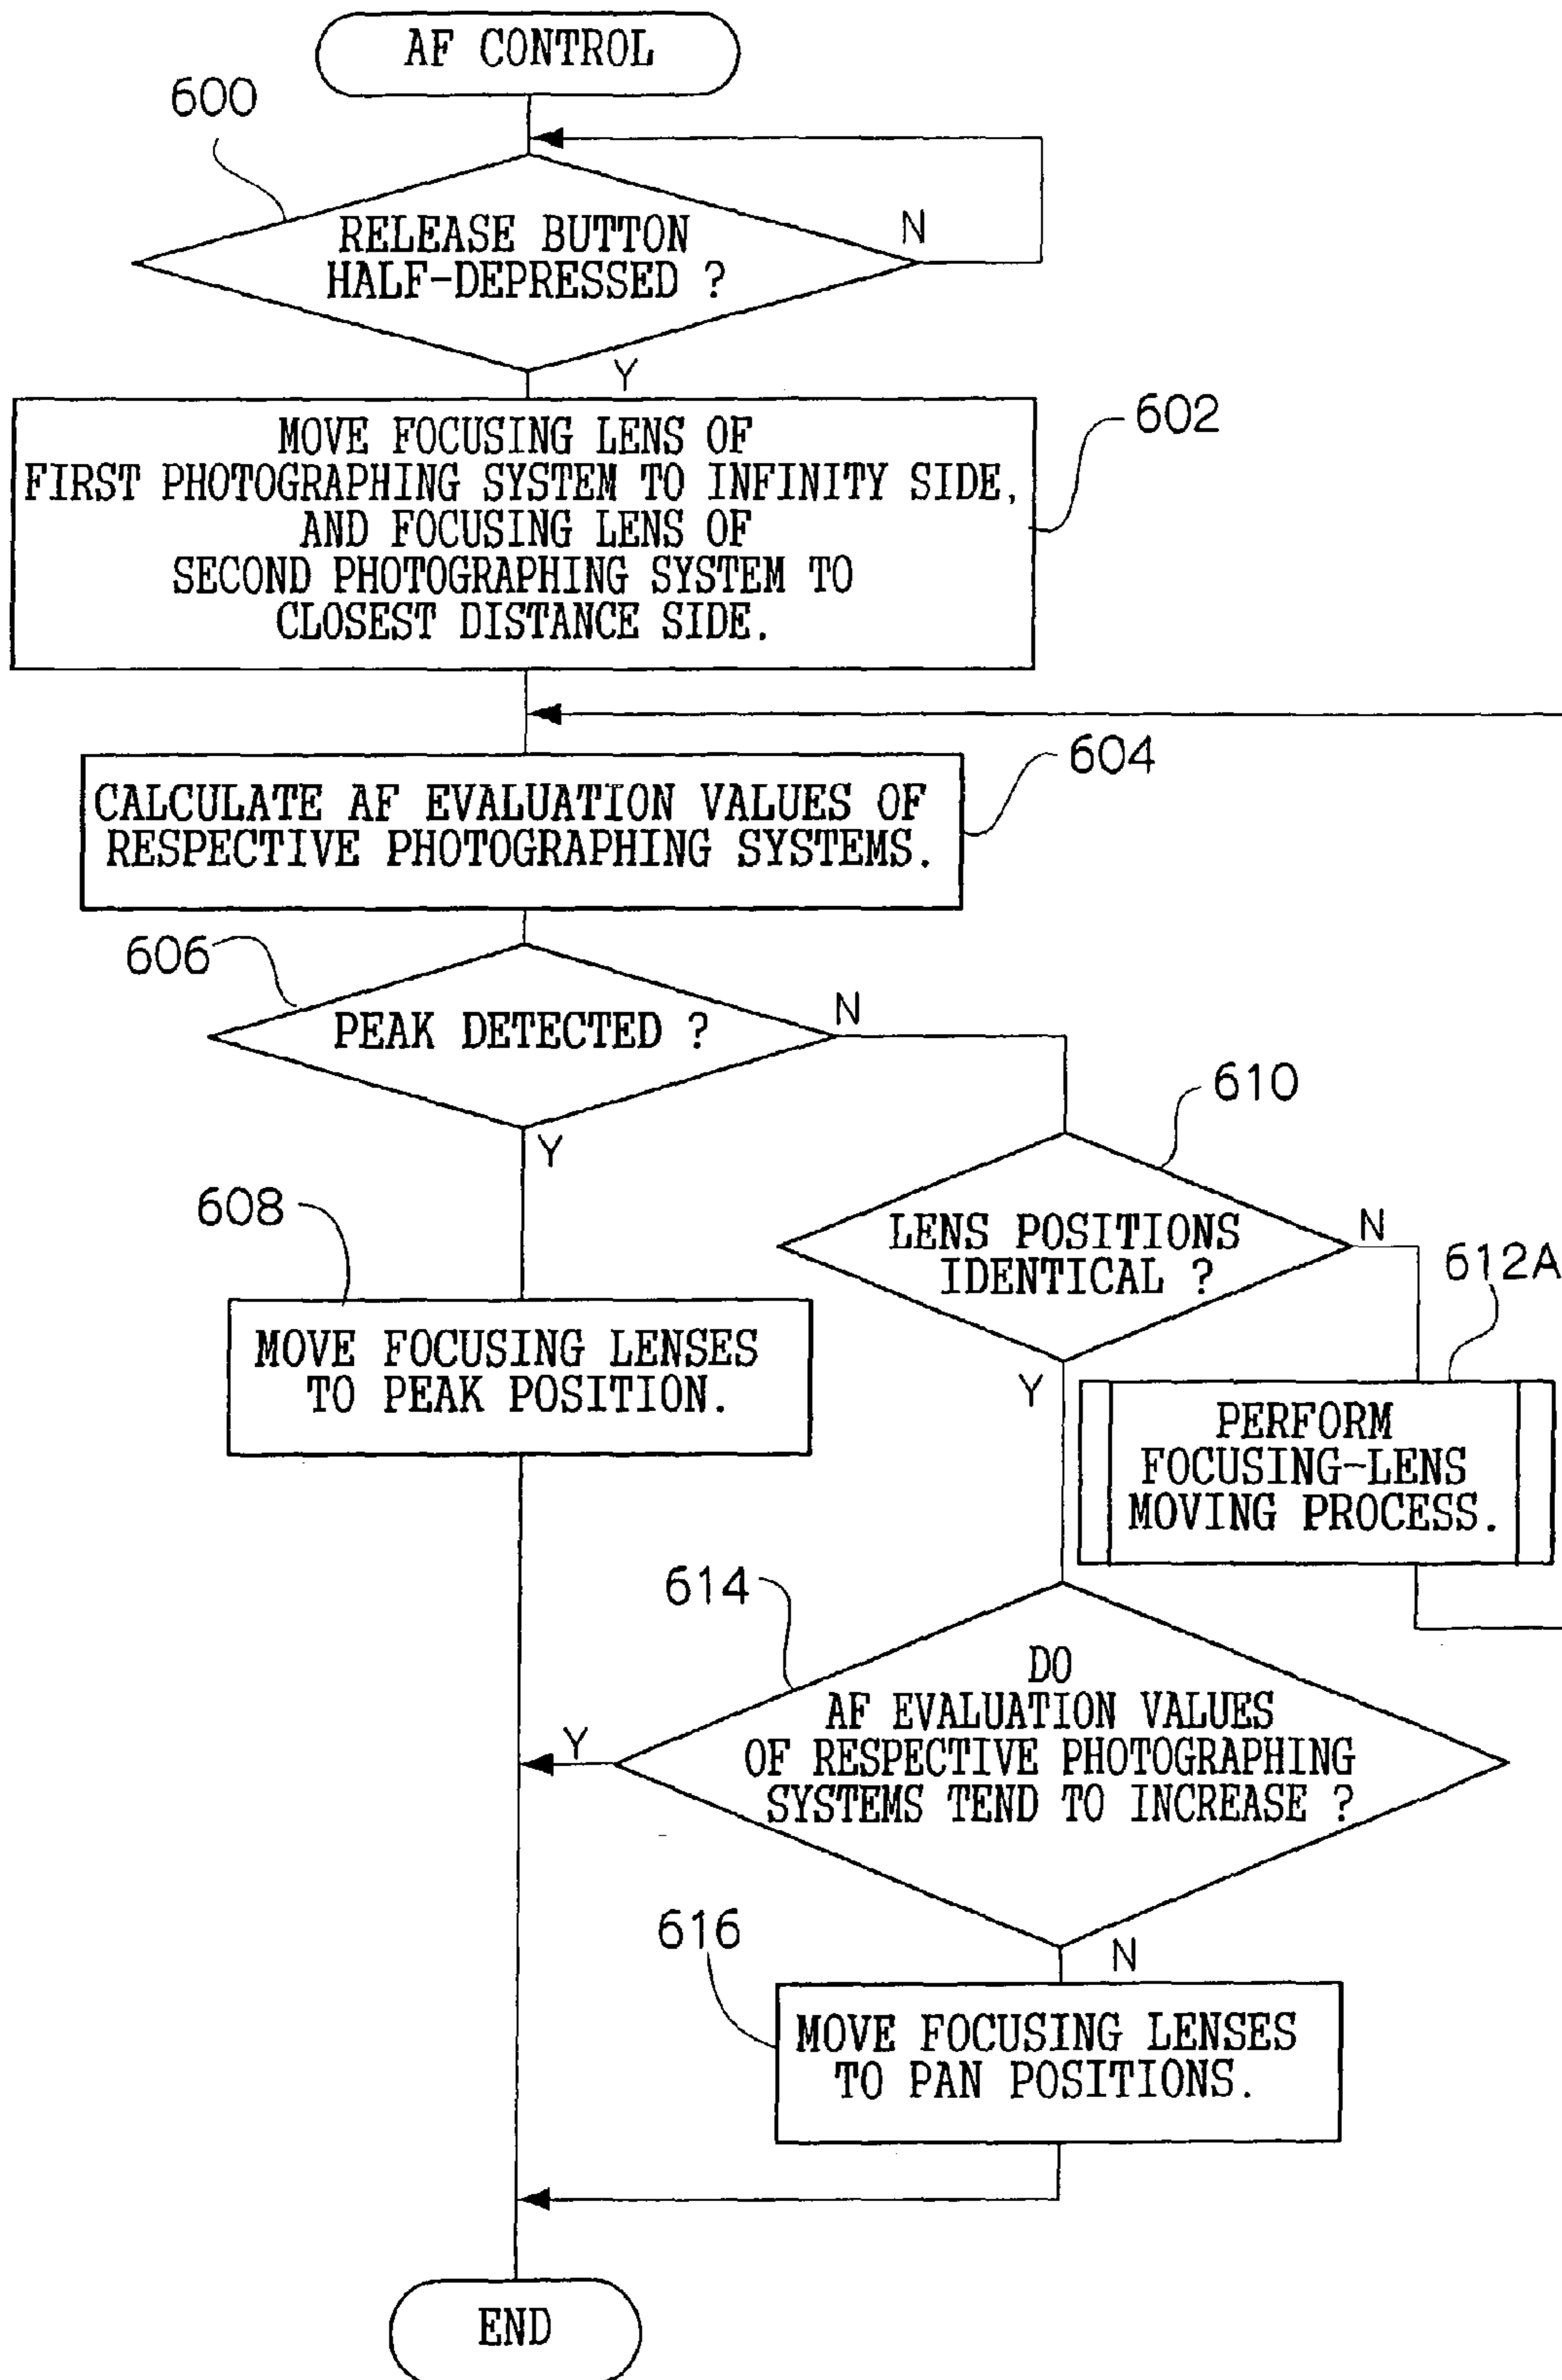 AF CONTROL
600
RELEASE BUTTON
HALF-DEPRESSED ?
N
Y
MOVE FOCUSING LENS OF
FIRST PHOTOGRAPHING SYSTEM TO INFINITY SIDE,
AND FOCUSING LENS OF
SECOND PHOTOGRAPHING SYSTEM TO
CLOSEST DISTANCE SIDE.
602
CALCULATE AF EVALUATION VALUES OF
RESPECTIVE PHOTOGRAPHING SYSTEMS.
604
606
PEAK DETECTED ?
N
Y
610
LENS POSITIONS
IDENTICAL ?
N
Y
608
MOVE FOCUSING LENSES
TO PEAK POSITION.
612A
PERFORM
FOCUSING-LENS
MOVING PROCESS.
614
DO
AF EVALUATION VALUES
OF RESPECTIVE PHOTOGRAPHING
SYSTEMS TEND TO INCREASE ?
Y
N
616
MOVE FOCUSING LENSES
TO PAN POSITIONS.
END